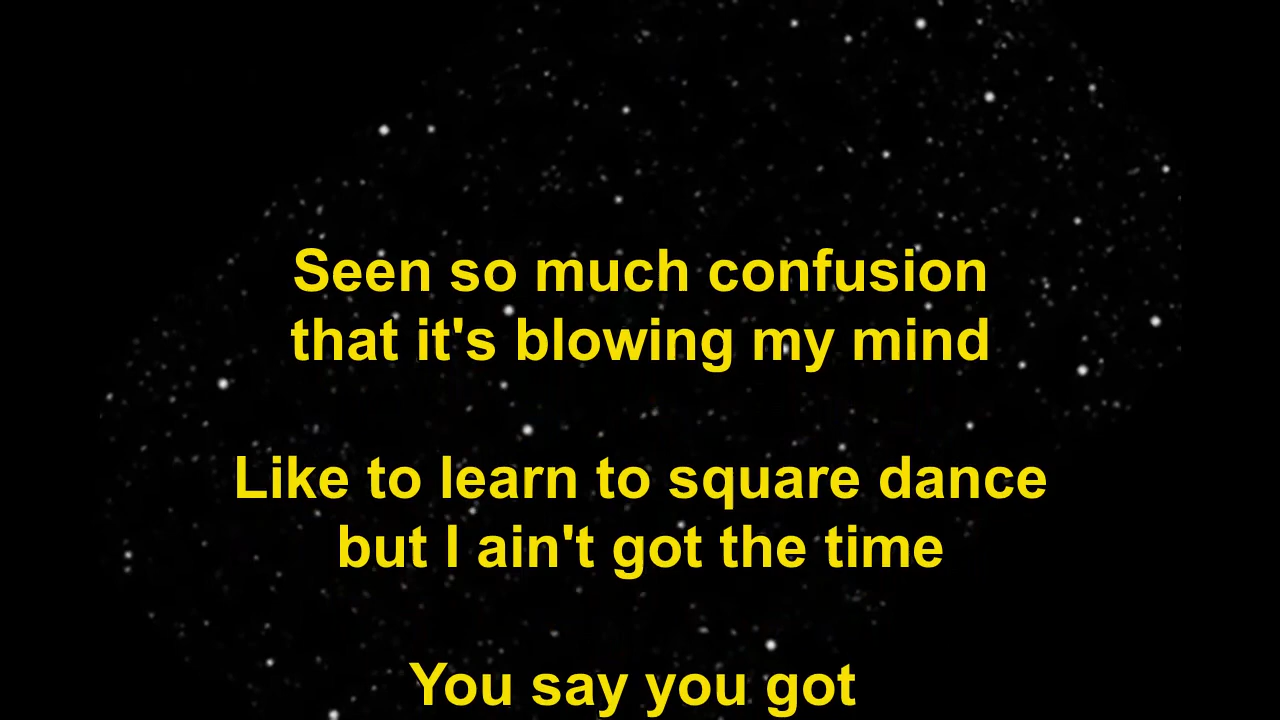 Seen so much confusion
that it's blowing my mind
Like to learn to square dance
but I ain't got the time
You say you got